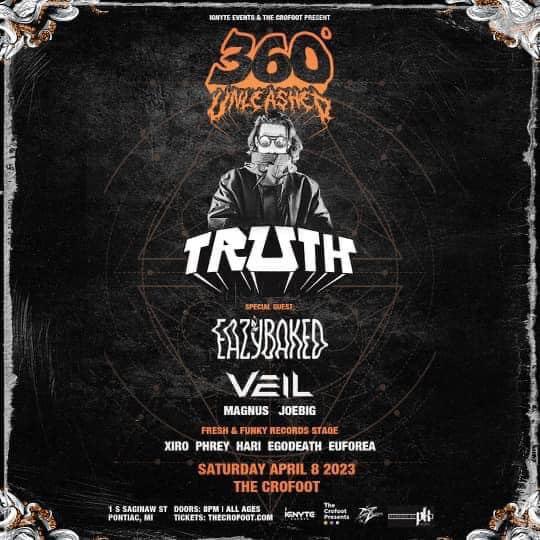 IGNYTE EVENTS & THE CROFOOT PRESENT
360°
UNLEASHED
TRUTH
SPECIAL GUEST
EAZYBAKED
VEIL
MAGNUS JOEBIG
FRESH & FUNKY RECORDS STAGE
XIRO PHREY HARI EGODEATH EUFOREA
SATURDAY APRIL 8 2023
THE CROFOOT
1 S SAGINAW ST
PONTIAC, MI
DOORS: 8PM | ALL AGES
TICKETS: THECROFOOT.COM
IGNYTE
EVENTS
The
Crofoot
Presents